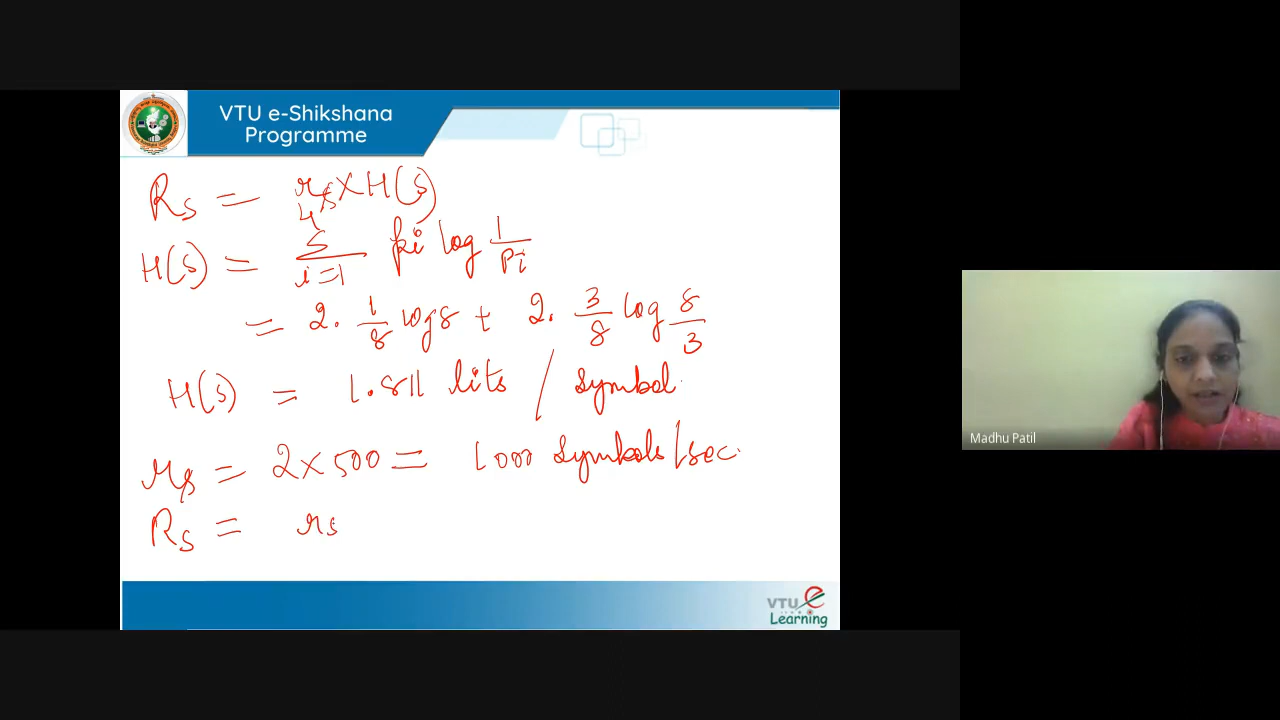 VTU e-Shikshana
Programme
Rs = rs × H(s)
H(s) = 4 Σ i=1 pi log 1/Pi
= 2. 1/8 log 8 + 2. 3/8 log 8/3
H(s) = 1.811 bits / symbol.
rs = 2×500 = 1000 symbols/sec.
Rs = rs
Madhu Patil
VTU e
Learning